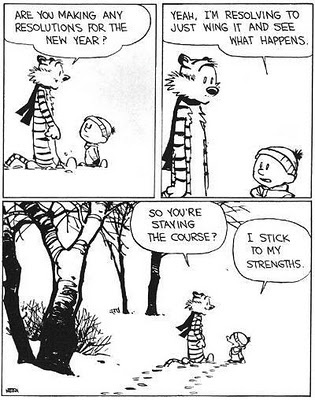 ARE YOU MAKING ANY
RESOLUTIONS FOR THE
NEW YEAR?
YEAH, I'M RESOLVING TO
JUST WING IT AND SEE
WHAT HAPPENS.
SO YOU'RE
STAYING
THE COURSE?
I STICK
TO MY
STRENGTHS.